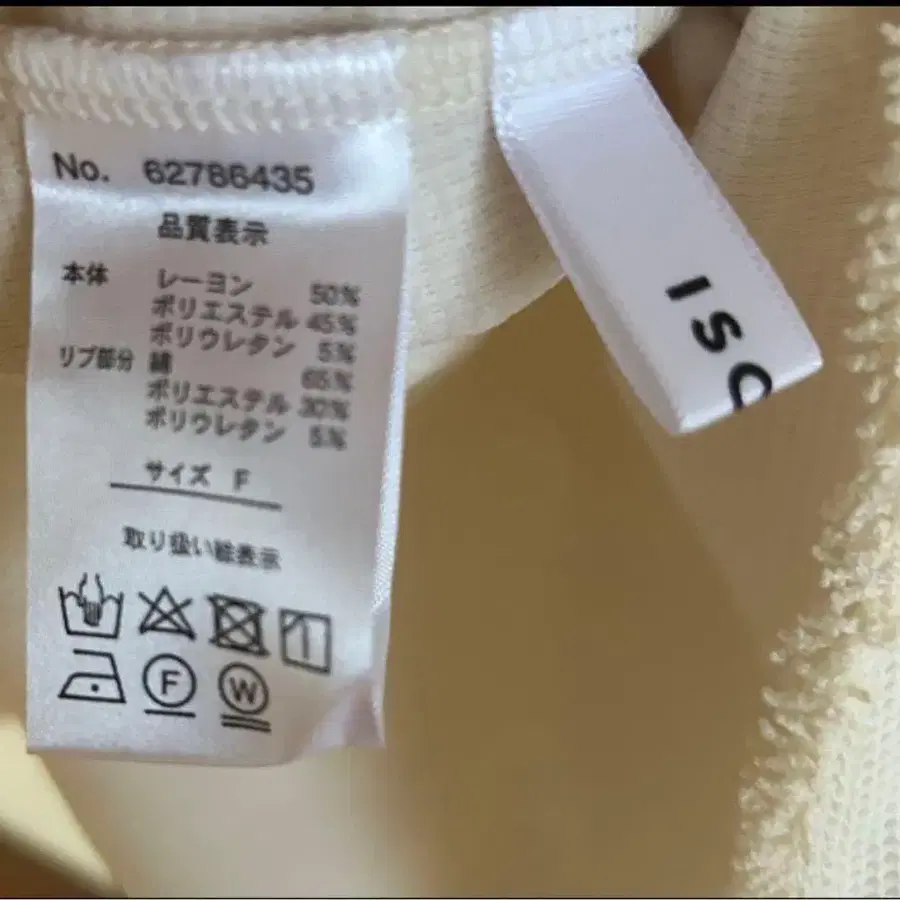 No. 62786435
品質表示
本体 レーヨン 50%
ポリエステル 45%
ポリウレタン 5%
リブ部分 綿 65%
ポリエステル 30%
ポリウレタン 5%
サイズ F
取り扱い絵表示
F W
ISO